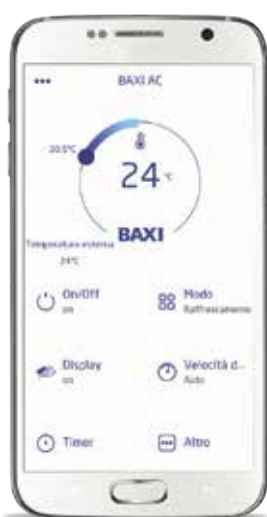 •••
BAXI AC
20.5°C
24 °C
BAXI
Temperatura esterna
24°C
On/Off
on
Modo
Raffrescamento
Display
on
Velocità d...
Auto
Timer
Altro